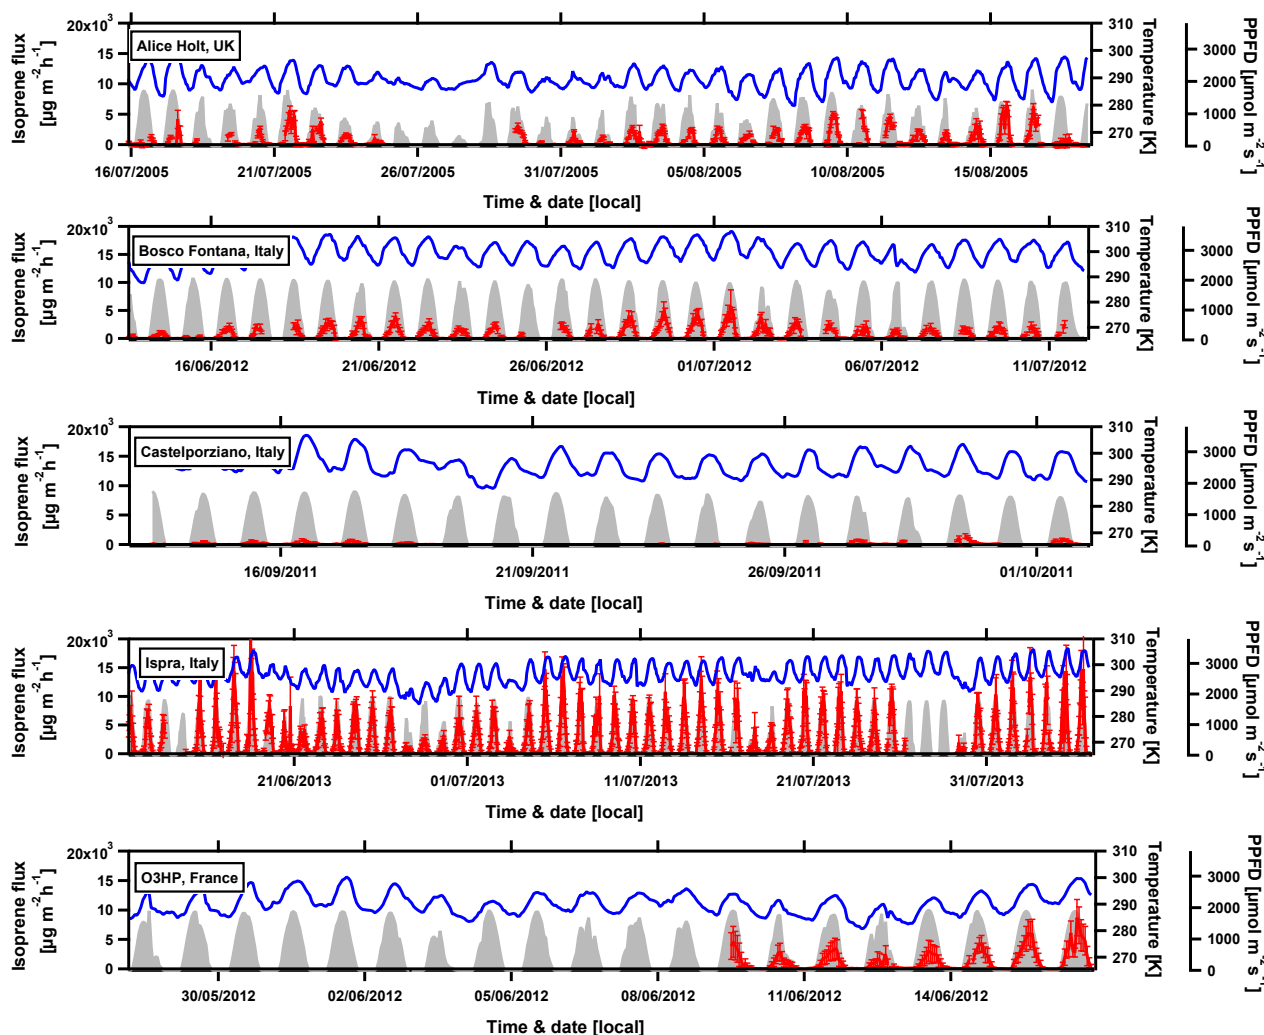 Alice Holt, UK
Isoprene flux
[µg m⁻²h⁻¹]
20x10³
15
10
5
0
310
300
290
280
270
Temperature [K]
3000
2000
1000
0
PPFD [µmol m⁻²s⁻¹]
16/07/2005 21/07/2005 26/07/2005 31/07/2005 05/08/2005 10/08/2005 15/08/2005
Time & date [local]
Bosco Fontana, Italy
Isoprene flux
[µg m⁻²h⁻¹]
20x10³
15
10
5
0
310
300
290
280
270
Temperature [K]
3000
2000
1000
0
PPFD [µmol m⁻²s⁻¹]
16/06/2012 21/06/2012 26/06/2012 01/07/2012 06/07/2012 11/07/2012
Time & date [local]
Castelporziano, Italy
Isoprene flux
[µg m⁻²h⁻¹]
20x10³
15
10
5
0
310
300
290
280
270
Temperature [K]
3000
2000
1000
0
PPFD [µmol m⁻²s⁻¹]
16/09/2011 21/09/2011 26/09/2011 01/10/2011
Time & date [local]
Ispra, Italy
Isoprene flux
[µg m⁻²h⁻¹]
20x10³
15
10
5
0
310
300
290
280
270
Temperature [K]
3000
2000
1000
0
PPFD [µmol m⁻²s⁻¹]
21/06/2013 01/07/2013 11/07/2013 21/07/2013 31/07/2013
Time & date [local]
O3HP, France
Isoprene flux
[µg m⁻²h⁻¹]
20x10³
15
10
5
0
310
300
290
280
270
Temperature [K]
3000
2000
1000
0
PPFD [µmol m⁻²s⁻¹]
30/05/2012 02/06/2012 05/06/2012 08/06/2012 11/06/2012 14/06/2012
Time & date [local]